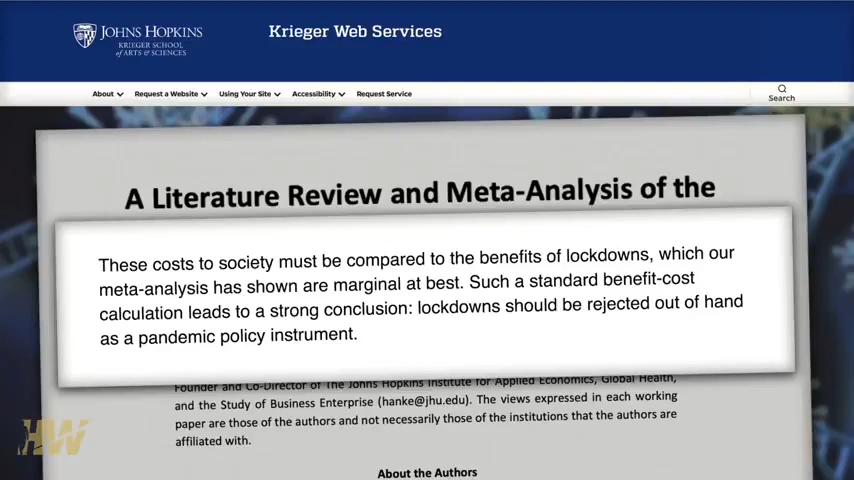 JOHNS HOPKINS
KRIEGER SCHOOL
of ARTS & SCIENCES
Krieger Web Services
About
Request a Website
Using Your Site
Accessibility
Request Service
Search
A Literature Review and Meta-Analysis of the
These costs to society must be compared to the benefits of lockdowns, which our
meta-analysis has shown are marginal at best. Such a standard benefit-cost
calculation leads to a strong conclusion: lockdowns should be rejected out of hand
as a pandemic policy instrument.
Founder and Co-Director of The Johns Hopkins Institute for Applied Economics, Global Health,
and the Study of Business Enterprise (hanke@jhu.edu). The views expressed in each working
paper are those of the authors and not necessarily those of the institutions that the authors are
affiliated with.
About the Authors
HW